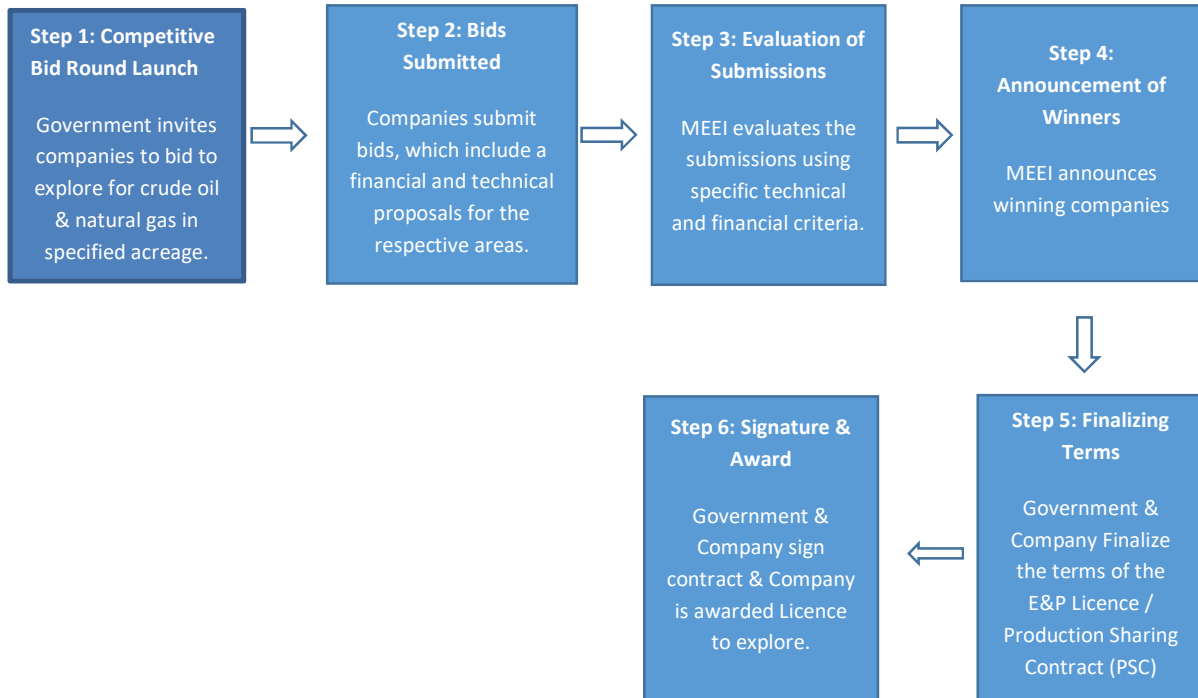 Step 1: Competitive
Bid Round Launch
Government invites
companies to bid to
explore for crude oil
& natural gas in
specified acreage.
Step 2: Bids
Submitted
Companies submit
bids, which include a
financial and technical
proposals for the
respective areas.
Step 3: Evaluation of
Submissions
MEEI evaluates the
submissions using
specific technical
and financial criteria.
Step 4:
Announcement of
Winners
MEEI announces
winning companies
Step 5: Finalizing
Terms
Government &
Company Finalize
the terms of the
E&P Licence /
Production Sharing
Contract (PSC)
Step 6: Signature &
Award
Government &
Company sign
contract & Company
is awarded Licence
to explore.